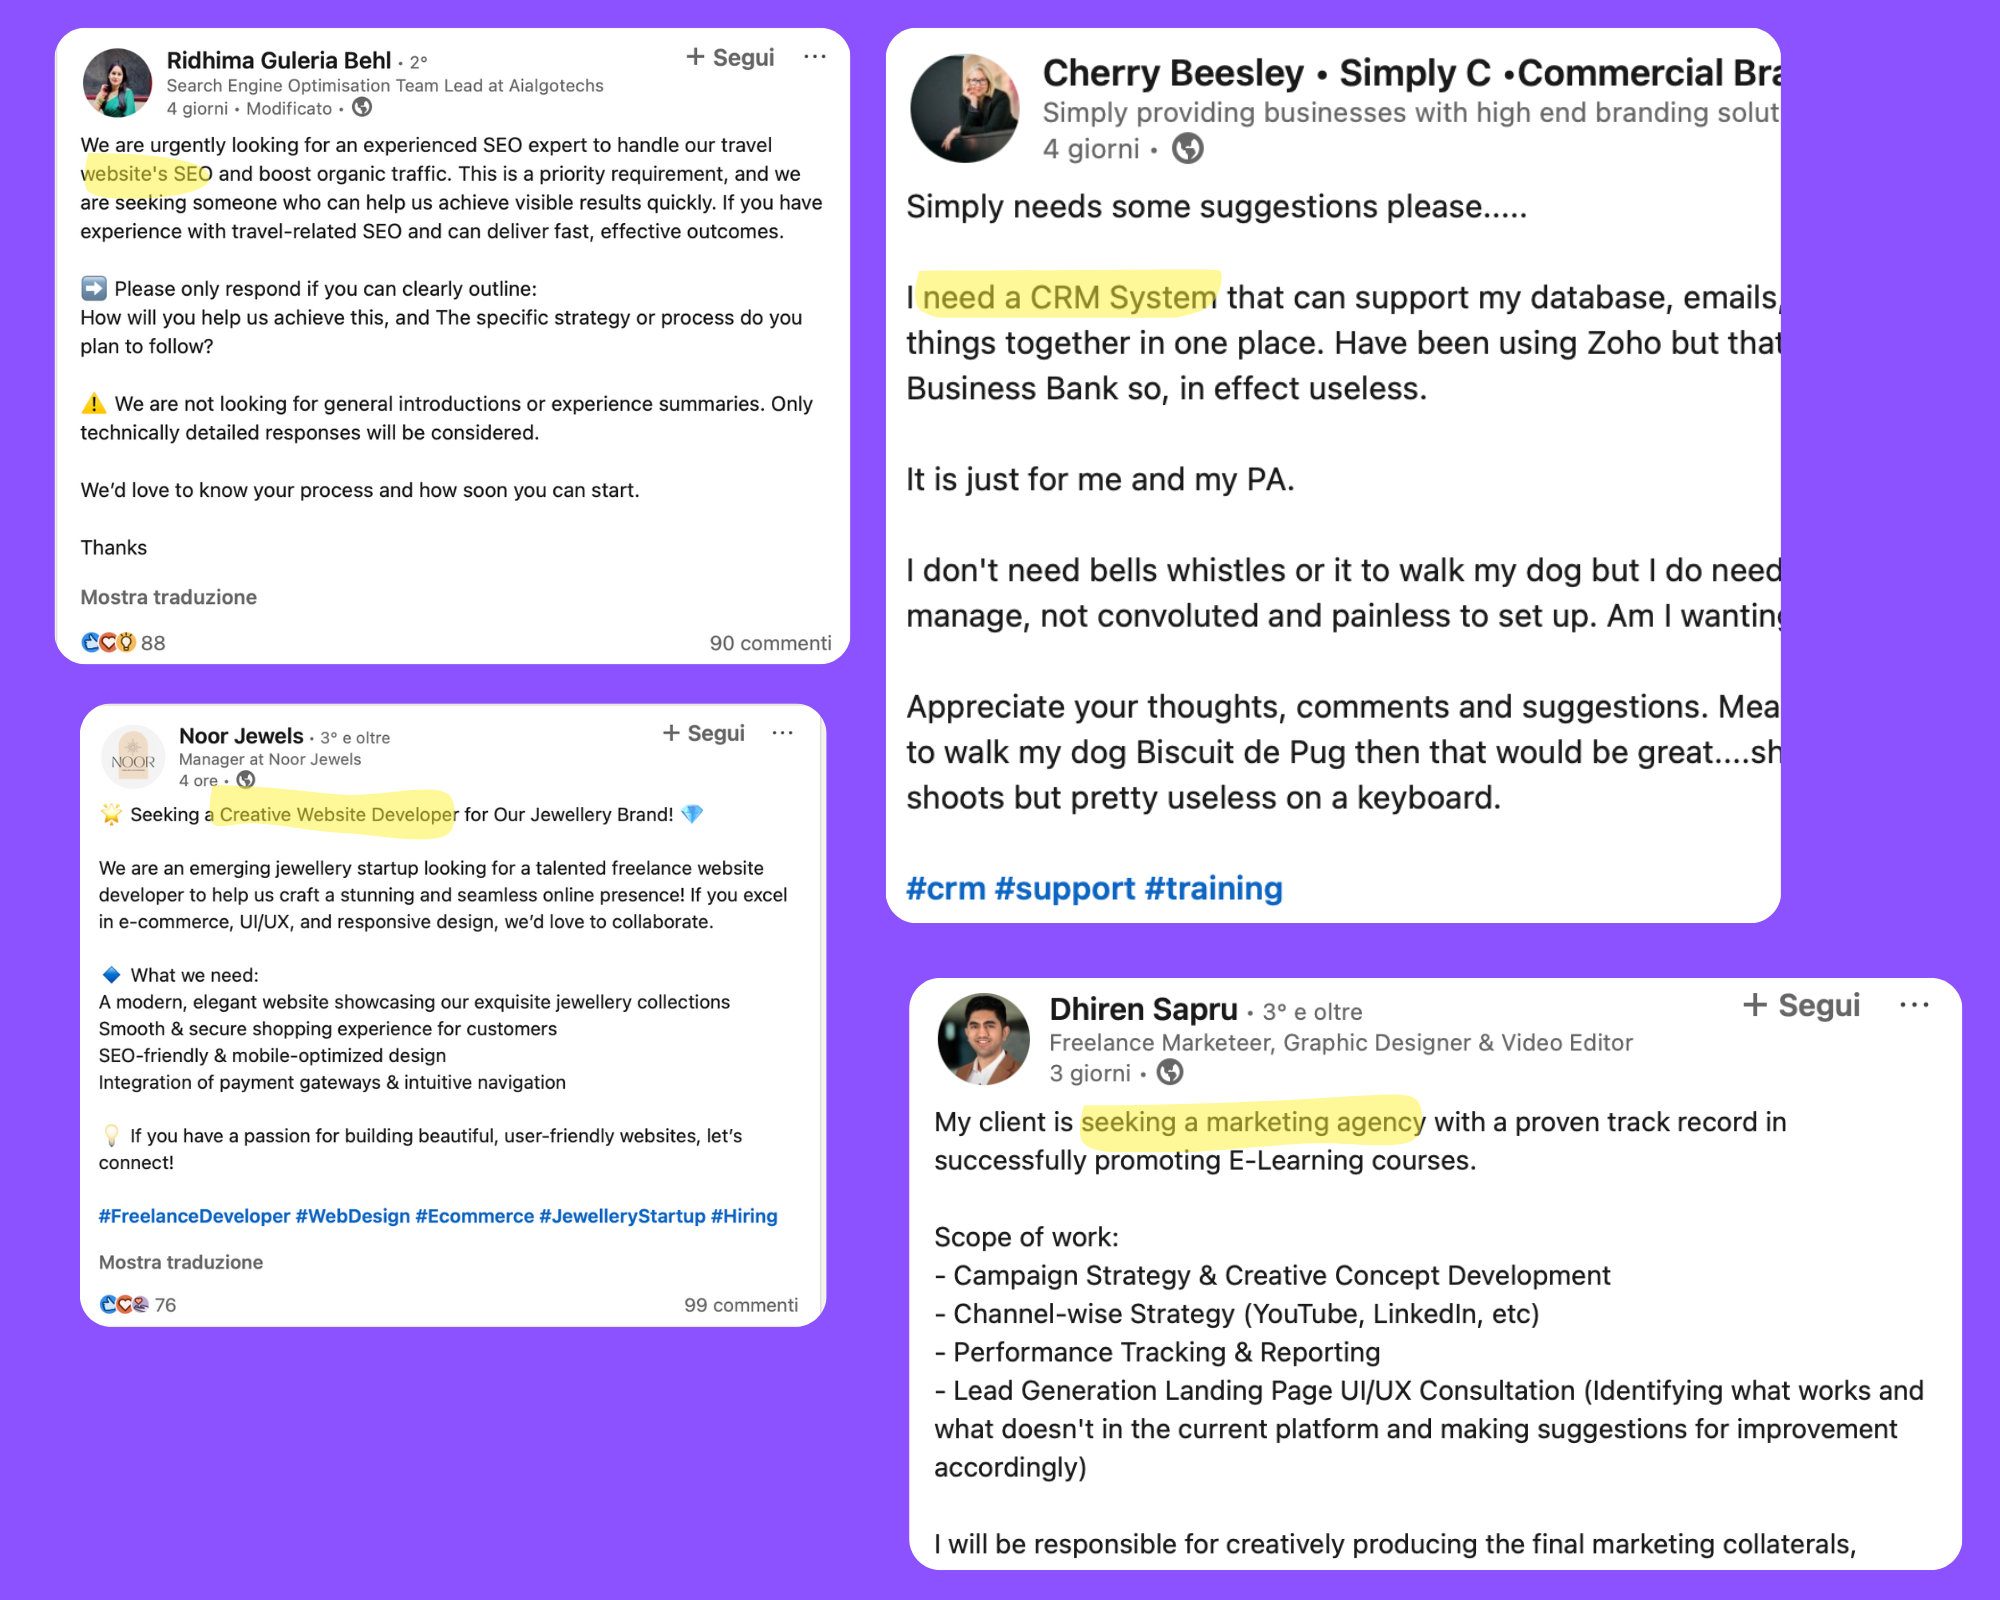 Ridhima Guleria Behl • 2°
+ Segui ···
Search Engine Optimisation Team Lead at Aialgotechs
4 giorni • Modificato •
We are urgently looking for an experienced SEO expert to handle our travel
website's SEO and boost organic traffic. This is a priority requirement, and we
are seeking someone who can help us achieve visible results quickly. If you have
experience with travel-related SEO and can deliver fast, effective outcomes.
➡️ Please only respond if you can clearly outline:
How will you help us achieve this, and The specific strategy or process do you
plan to follow?
⚠️ We are not looking for general introductions or experience summaries. Only
technically detailed responses will be considered.
We'd love to know your process and how soon you can start.
Thanks
Mostra traduzione
88
90 commenti
Cherry Beesley • Simply C •Commercial Bra
Simply providing businesses with high end branding solut
4 giorni •
Simply needs some suggestions please.....
I need a CRM System that can support my database, emails,
things together in one place. Have been using Zoho but that
Business Bank so, in effect useless.
It is just for me and my PA.
I don't need bells whistles or it to walk my dog but I do need
manage, not convoluted and painless to set up. Am I wanting
Appreciate your thoughts, comments and suggestions. Mea
to walk my dog Biscuit de Pug then that would be great....sh
shoots but pretty useless on a keyboard.
#crm #support #training
NOOR
Noor Jewels • 3° e oltre
+ Segui ···
Manager at Noor Jewels
4 ore •
🌟 Seeking a Creative Website Developer for Our Jewellery Brand! 💎
We are an emerging jewellery startup looking for a talented freelance website
developer to help us craft a stunning and seamless online presence! If you excel
in e-commerce, UI/UX, and responsive design, we'd love to collaborate.
🔷 What we need:
A modern, elegant website showcasing our exquisite jewellery collections
Smooth & secure shopping experience for customers
SEO-friendly & mobile-optimized design
Integration of payment gateways & intuitive navigation
💡 If you have a passion for building beautiful, user-friendly websites, let's
connect!
#FreelanceDeveloper #WebDesign #Ecommerce #JewelleryStartup #Hiring
Mostra traduzione
76
99 commenti
Dhiren Sapru • 3° e oltre
+ Segui ···
Freelance Marketeer, Graphic Designer & Video Editor
3 giorni •
My client is seeking a marketing agency with a proven track record in
successfully promoting E-Learning courses.
Scope of work:
- Campaign Strategy & Creative Concept Development
- Channel-wise Strategy (YouTube, LinkedIn, etc)
- Performance Tracking & Reporting
- Lead Generation Landing Page UI/UX Consultation (Identifying what works and
what doesn't in the current platform and making suggestions for improvement
accordingly)
I will be responsible for creatively producing the final marketing collaterals,